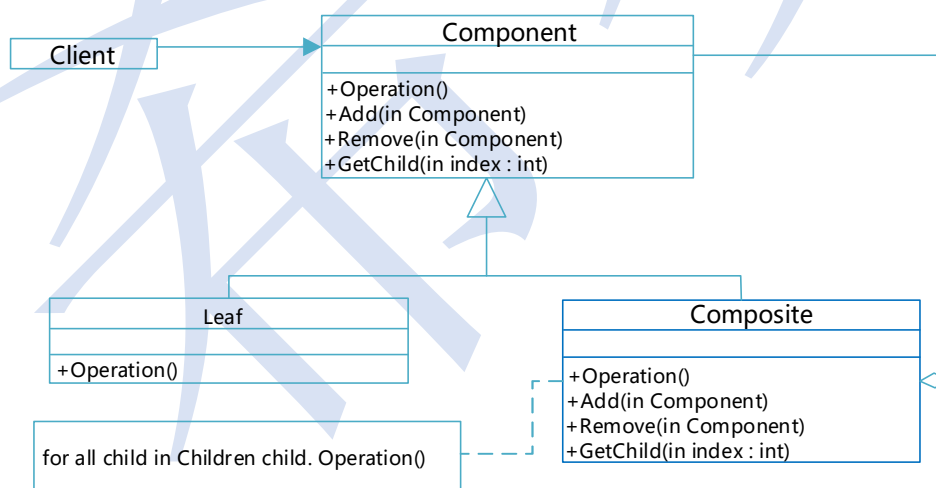 Client
Component
+Operation()
+Add(in Component)
+Remove(in Component)
+GetChild(in index : int)
Leaf
+Operation()
Composite
+Operation()
+Add(in Component)
+Remove(in Component)
+GetChild(in index : int)
for all child in Children child. Operation()